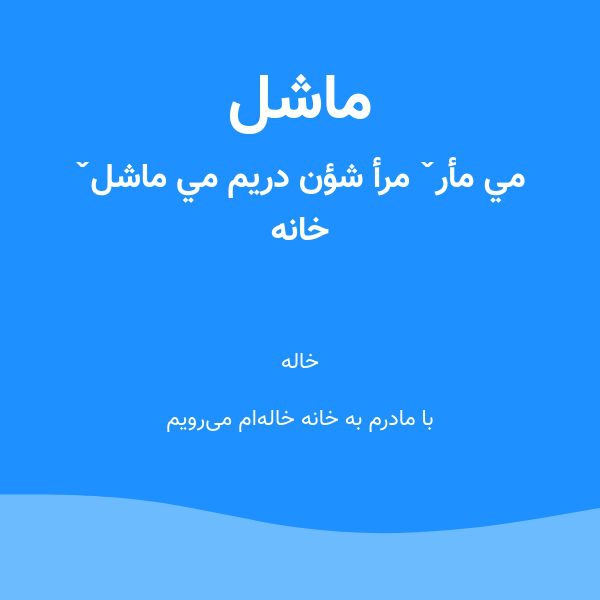 ماشل
مي مأرˇ مرأ شؤن دريم مي ماشلˇ
خانه
خاله
با مادرم به خانه خاله‌ام می‌رویم